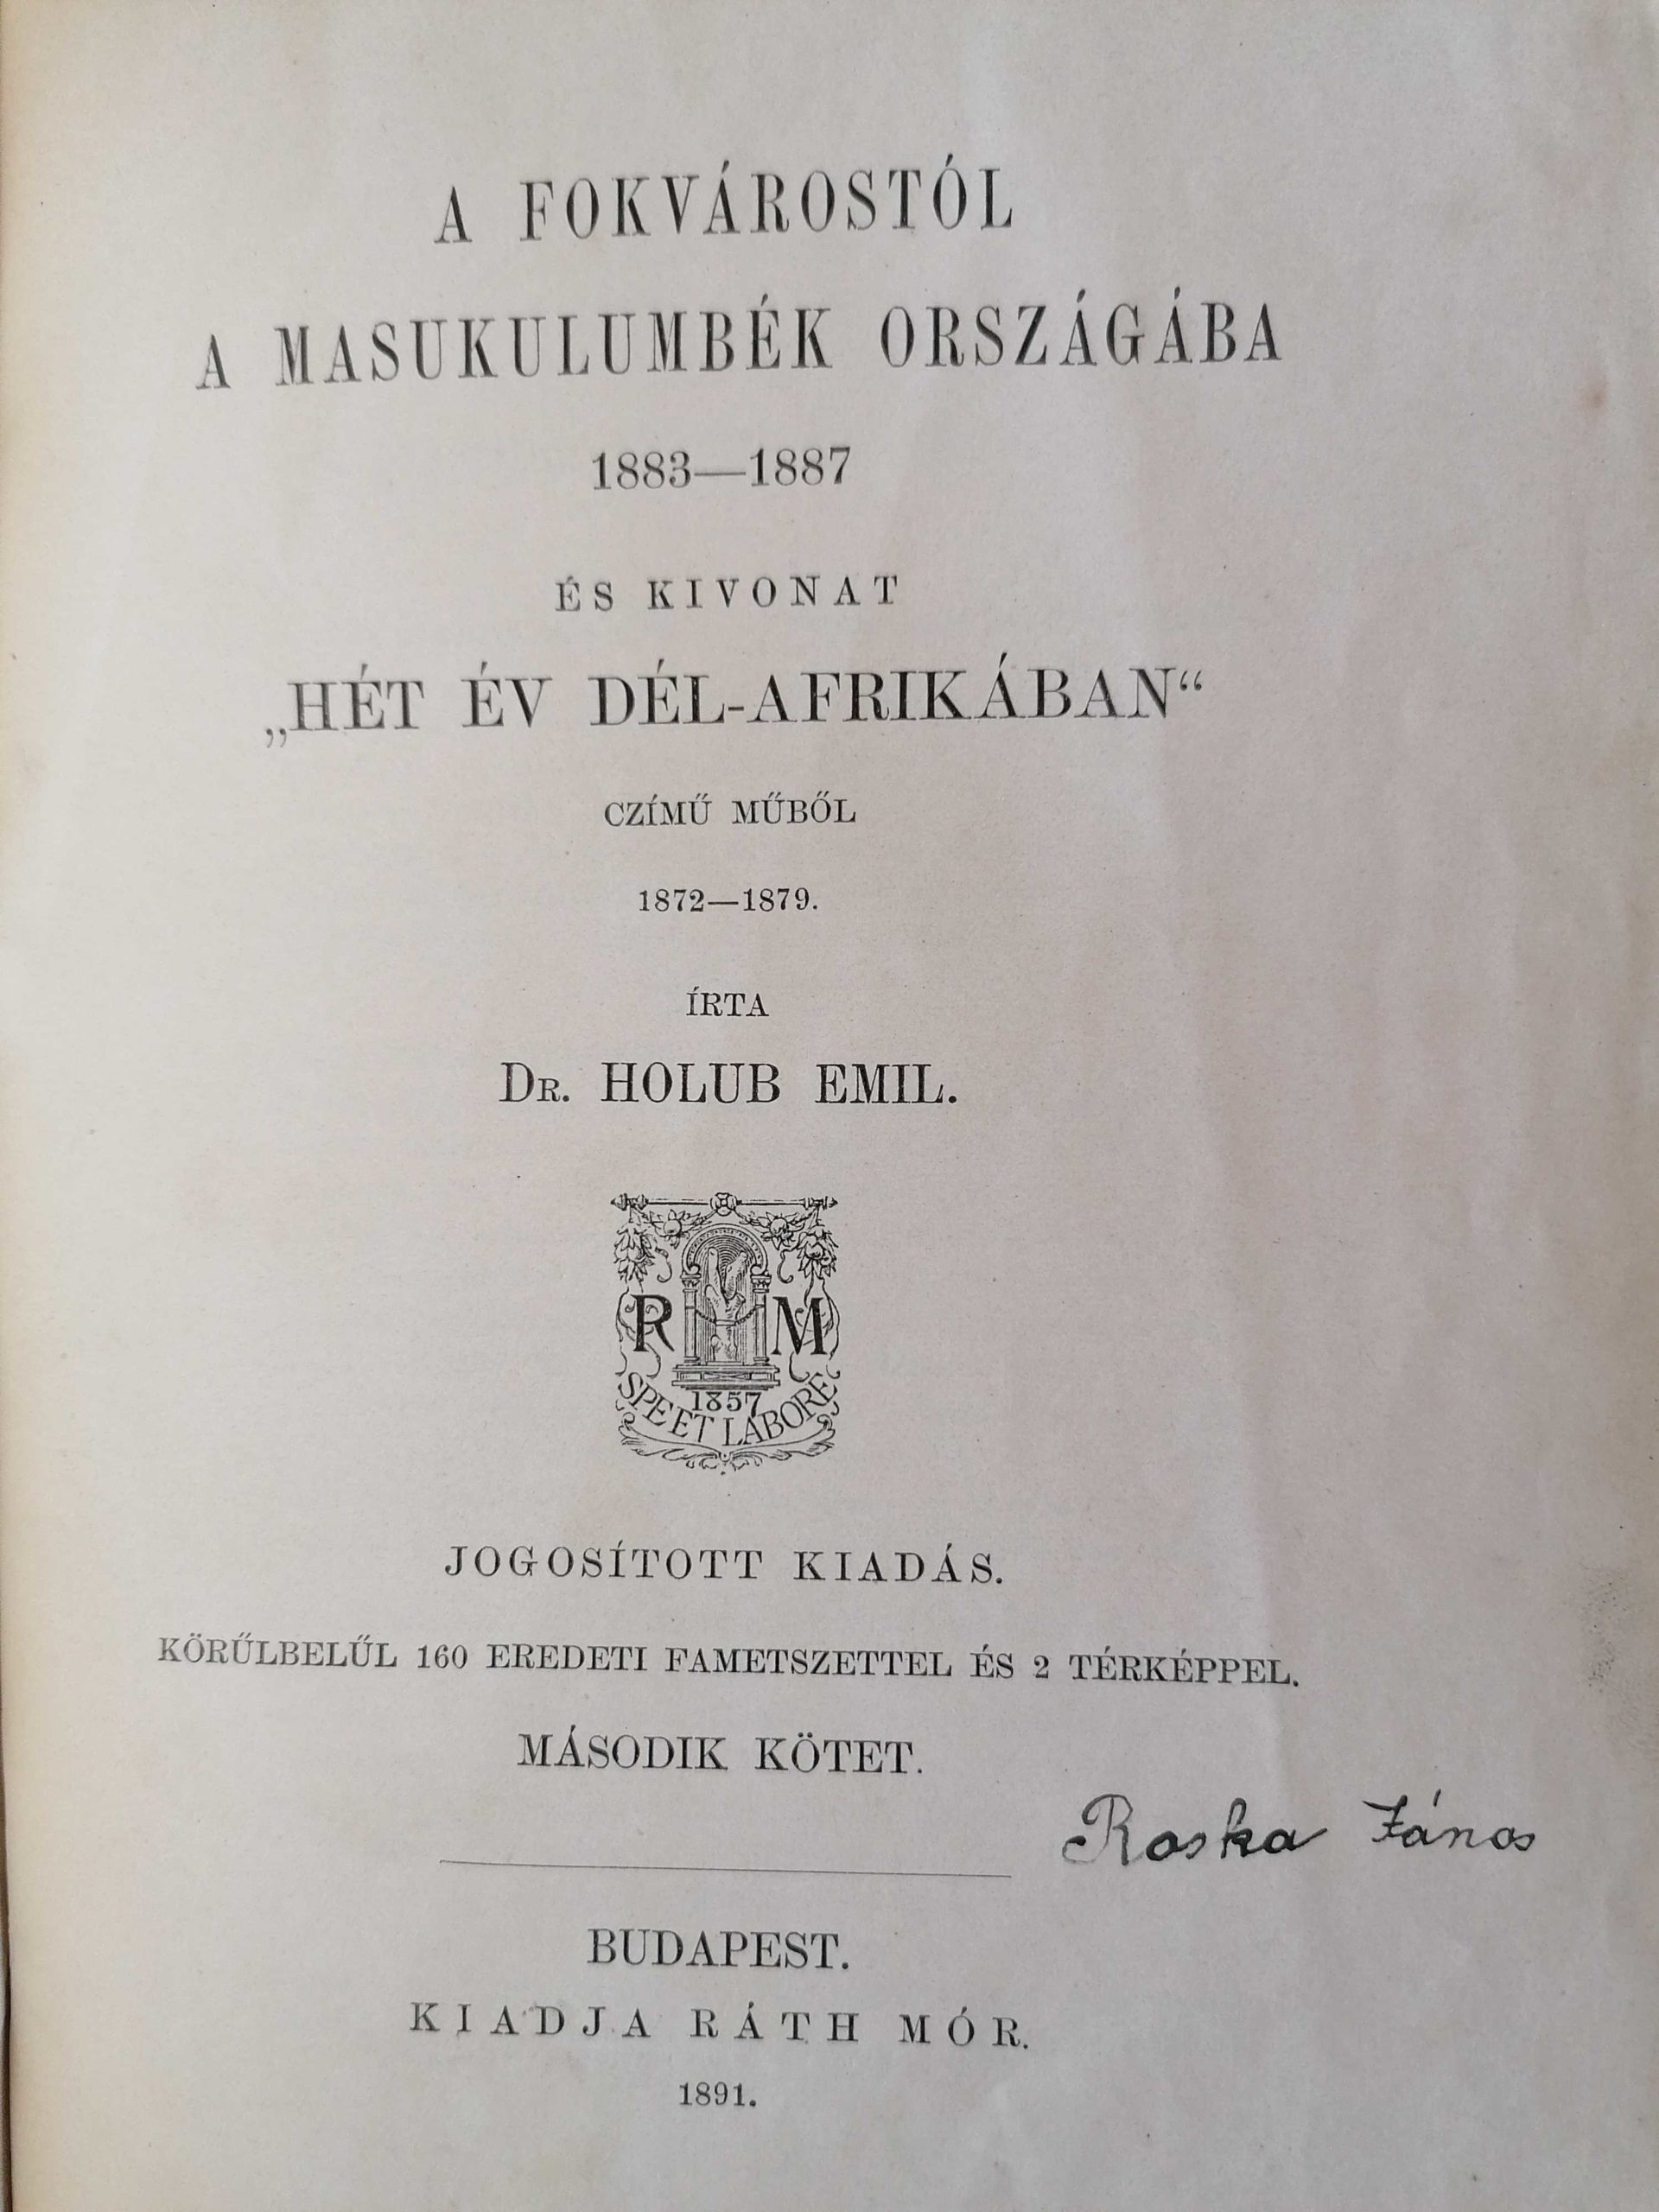 A FOKVÁROSTÓL
A MASUKULUMBÉK ORSZÁGÁBA
1883—1887
ÉS KIVONAT
„HÉT ÉV DÉL-AFRIKÁBAN“
CZÍMŰ MŰBŐL
1872—1879.
ÍRTA
DR. HOLUB EMIL.
R M
1857
SPE ET LABORE
JOGOSÍTOTT KIADÁS.
KÖRŰLBELŰL 160 EREDETI FAMETSZETTEL ÉS 2 TÉRKÉPPEL.
MÁSODIK KÖTET.
Roska János
BUDAPEST.
KIADJA RÁTH MÓR.
1891.